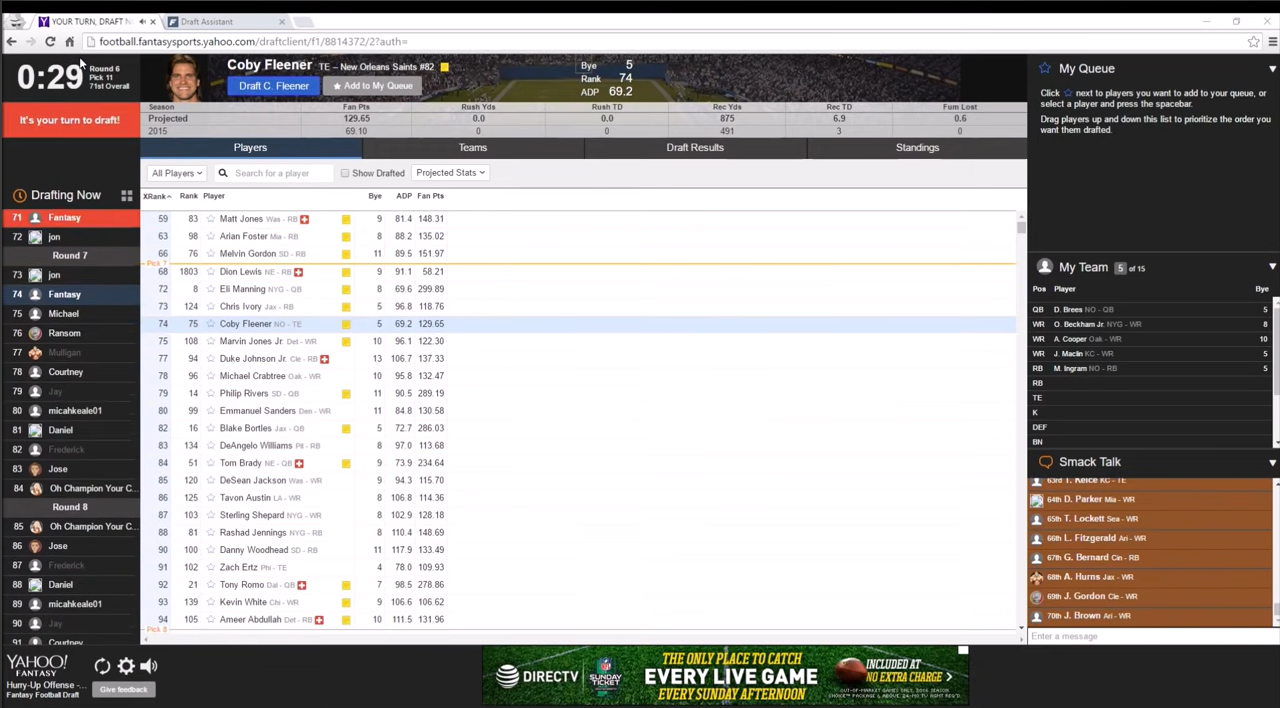 YOUR TURN, DRAFT N
Draft Assistant
football.fantasysports.yahoo.com/draftclient/f1/8814372/2?auth=
0:29
Round 6
Pick 11
71st Overall
It's your turn to draft!
Coby Fleener TE – New Orleans Saints #82
Draft C. Fleener
★ Add to My Queue
Bye 5
Rank 74
ADP 69.2
Season Fan Pts Rush Yds Rush TD Rec Yds Rec TD Fum Lost
Projected 129.65 0.0 0.0 875 6.9 0.6
2015 69.10 0 0 491 3 0
Players Teams Draft Results Standings
All Players Search for a player Show Drafted Projected Stats
XRank Rank Player Bye ADP Fan Pts
59 83 Matt Jones Was - RB 9 81.4 148.31
63 98 Arian Foster Mia - RB 8 88.2 135.02
66 76 Melvin Gordon SD - RB 11 89.5 151.97
Pick 7
68 1803 Dion Lewis NE - RB 9 91.1 58.21
72 8 Eli Manning NYG - QB 8 69.6 299.89
73 124 Chris Ivory Jax - RB 5 96.8 118.76
74 75 Coby Fleener NO - TE 5 69.2 129.65
75 108 Marvin Jones Jr. Det - WR 10 96.1 122.30
77 94 Duke Johnson Jr. Cle - RB 13 106.7 137.33
78 96 Michael Crabtree Oak - WR 10 95.8 132.47
79 14 Philip Rivers SD - QB 11 90.5 289.19
80 99 Emmanuel Sanders Den - WR 11 84.8 130.58
82 16 Blake Bortles Jax - QB 5 72.7 286.03
83 134 DeAngelo Williams Pit - RB 8 97.0 113.68
84 51 Tom Brady NE - QB 9 73.9 234.64
85 120 DeSean Jackson Was - WR 9 94.3 115.70
86 125 Tavon Austin LA - WR 8 106.8 114.36
87 103 Sterling Shepard NYG - WR 8 102.9 128.18
88 81 Rashad Jennings NYG - RB 8 110.4 148.69
90 100 Danny Woodhead SD - RB 11 117.9 133.49
91 102 Zach Ertz Phi - TE 4 78.0 109.93
92 21 Tony Romo Dal - QB 7 98.5 278.86
93 139 Kevin White Chi - WR 9 106.6 106.62
94 105 Ameer Abdullah Det - RB 10 111.5 131.96
Pick 8
Drafting Now
71 Fantasy
72 jon
Round 7
73 jon
74 Fantasy
75 Michael
76 Ransom
77 Mulligan
78 Courtney
79 Jay
80 micahkeale01
81 Daniel
82 Frederick
83 Jose
84 Oh Champion Your C...
Round 8
85 Oh Champion Your C...
86 Jose
87 Frederick
88 Daniel
89 micahkeale01
90 Jay
91 Courtney
My Queue
Click ☆ next to players you want to add to your queue, or
select a player and press the spacebar.
Drag players up and down this list to prioritize the order you
want them drafted.
My Team 5 of 15
Pos Player Bye
QB D. Brees NO - QB 5
WR O. Beckham Jr. NYG - WR 8
WR A. Cooper Oak - WR 10
WR J. Maclin KC - WR 5
RB M. Ingram NO - RB 5
RB
TE
K
DEF
BN
Smack Talk
63rd T. Kelce KC - TE
64th D. Parker Mia - WR
65th T. Lockett Sea - WR
66th L. Fitzgerald Ari - WR
67th G. Bernard Cin - RB
68th A. Hurns Jax - WR
69th J. Gordon Cle - WR
70th J. Brown Ari - WR
Enter a message
YAHOO!
FANTASY
Hurry-Up Offense -
Fantasy Football Draft
Give feedback
DIRECTV
NFL
SUNDAY
TICKET
THE ONLY PLACE TO CATCH
EVERY LIVE GAME
EVERY SUNDAY AFTERNOON
INCLUDED AT
NO EXTRA CHARGE